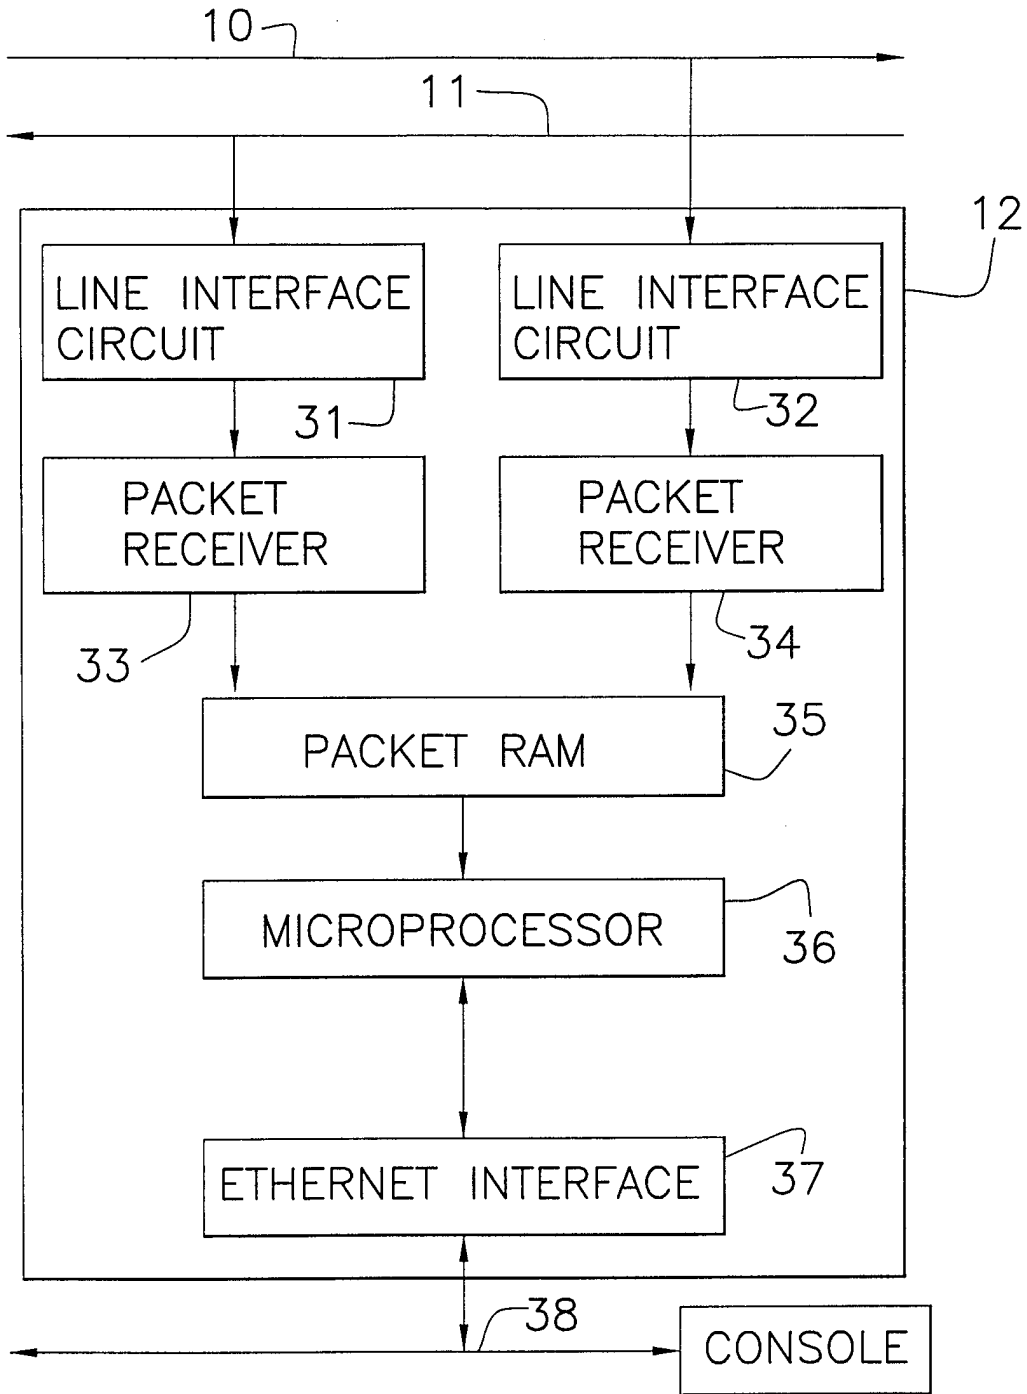 10
11
12
LINE INTERFACE
CIRCUIT
LINE INTERFACE
CIRCUIT
31
32
PACKET
RECEIVER
PACKET
RECEIVER
33
34
35
PACKET RAM
MICROPROCESSOR
36
37
ETHERNET INTERFACE
38
CONSOLE